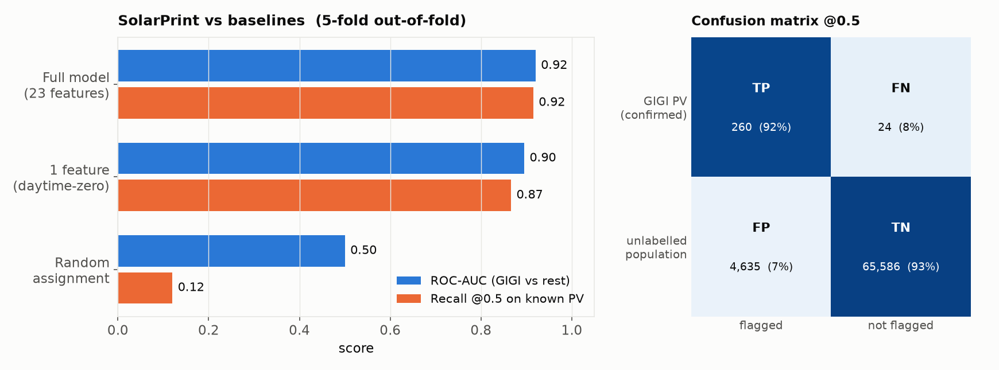 SolarPrint vs baselines  (5-fold out-of-fold)
Full model
(23 features)
0.92
0.92
1 feature
(daytime-zero)
0.90
0.87
Random
assignment
0.50
0.12
ROC-AUC (GIGI vs rest)
Recall @0.5 on known PV
0.0
0.2
0.4
0.6
0.8
1.0
score
Confusion matrix @0.5
GIGI PV
(confirmed)
TP
260  (92%)
FN
24  (8%)
unlabelled
population
FP
4,635  (7%)
TN
65,586  (93%)
flagged
not flagged